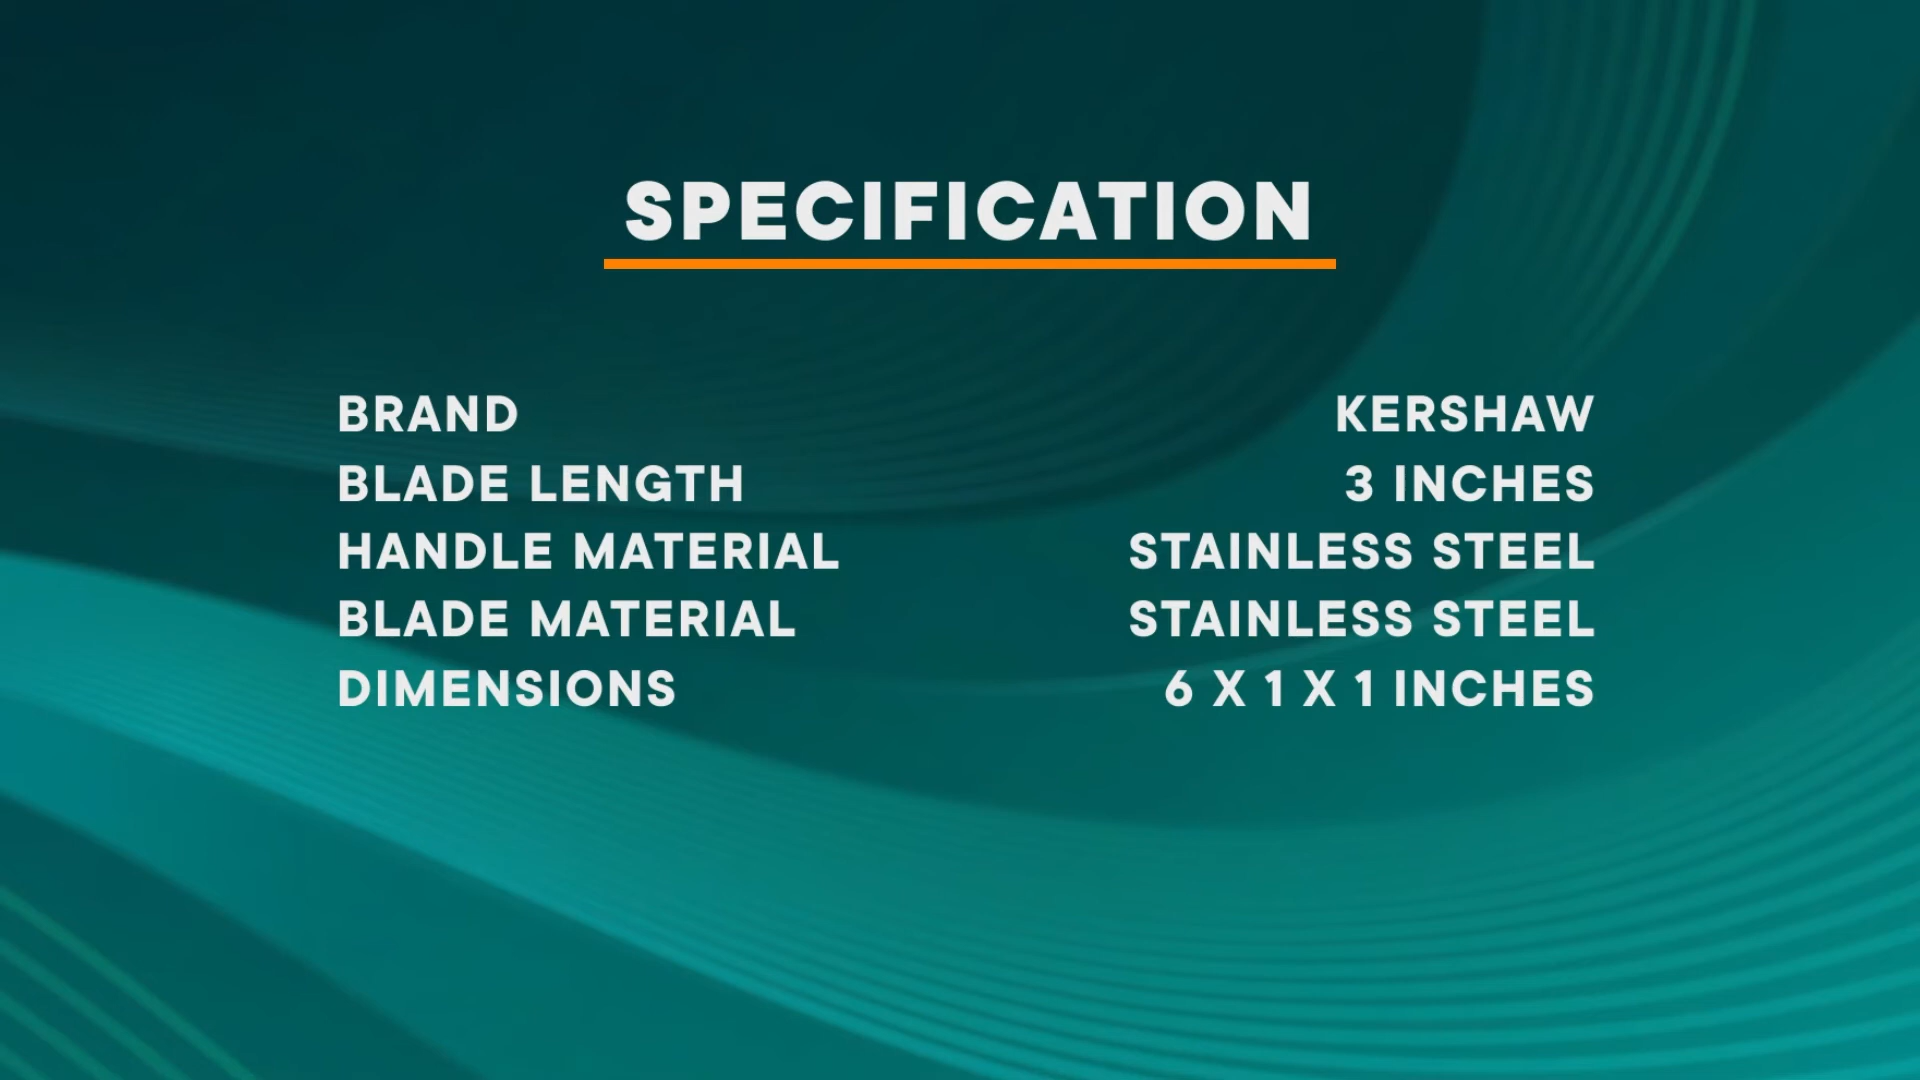 SPECIFICATION
BRAND KERSHAW
BLADE LENGTH 3 INCHES
HANDLE MATERIAL STAINLESS STEEL
BLADE MATERIAL STAINLESS STEEL
DIMENSIONS 6 X 1 X 1 INCHES